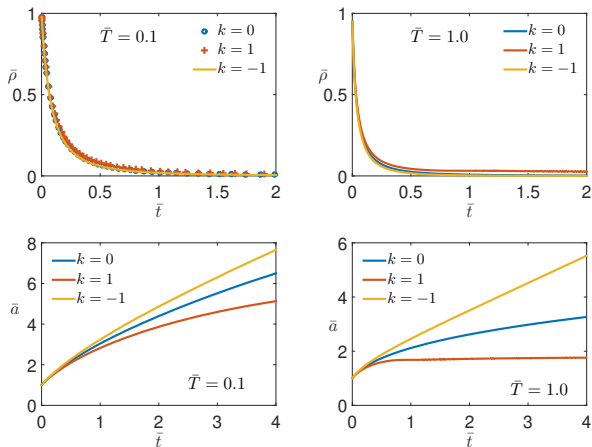 1
T̄ = 0.1
k = 0
k = 1
k = −1
ρ̄
0.5
0
0
0.5
1
1.5
2
t̄
1
T̄ = 1.0
k = 0
k = 1
k = −1
ρ̄
0.5
0
0
0.5
1
1.5
2
t̄
8
k = 0
k = 1
k = −1
6
ā
4
2
T̄ = 0.1
0
0
1
2
3
4
t̄
6
k = 0
k = 1
k = −1
4
ā
2
T̄ = 1.0
0
0
1
2
3
4
t̄